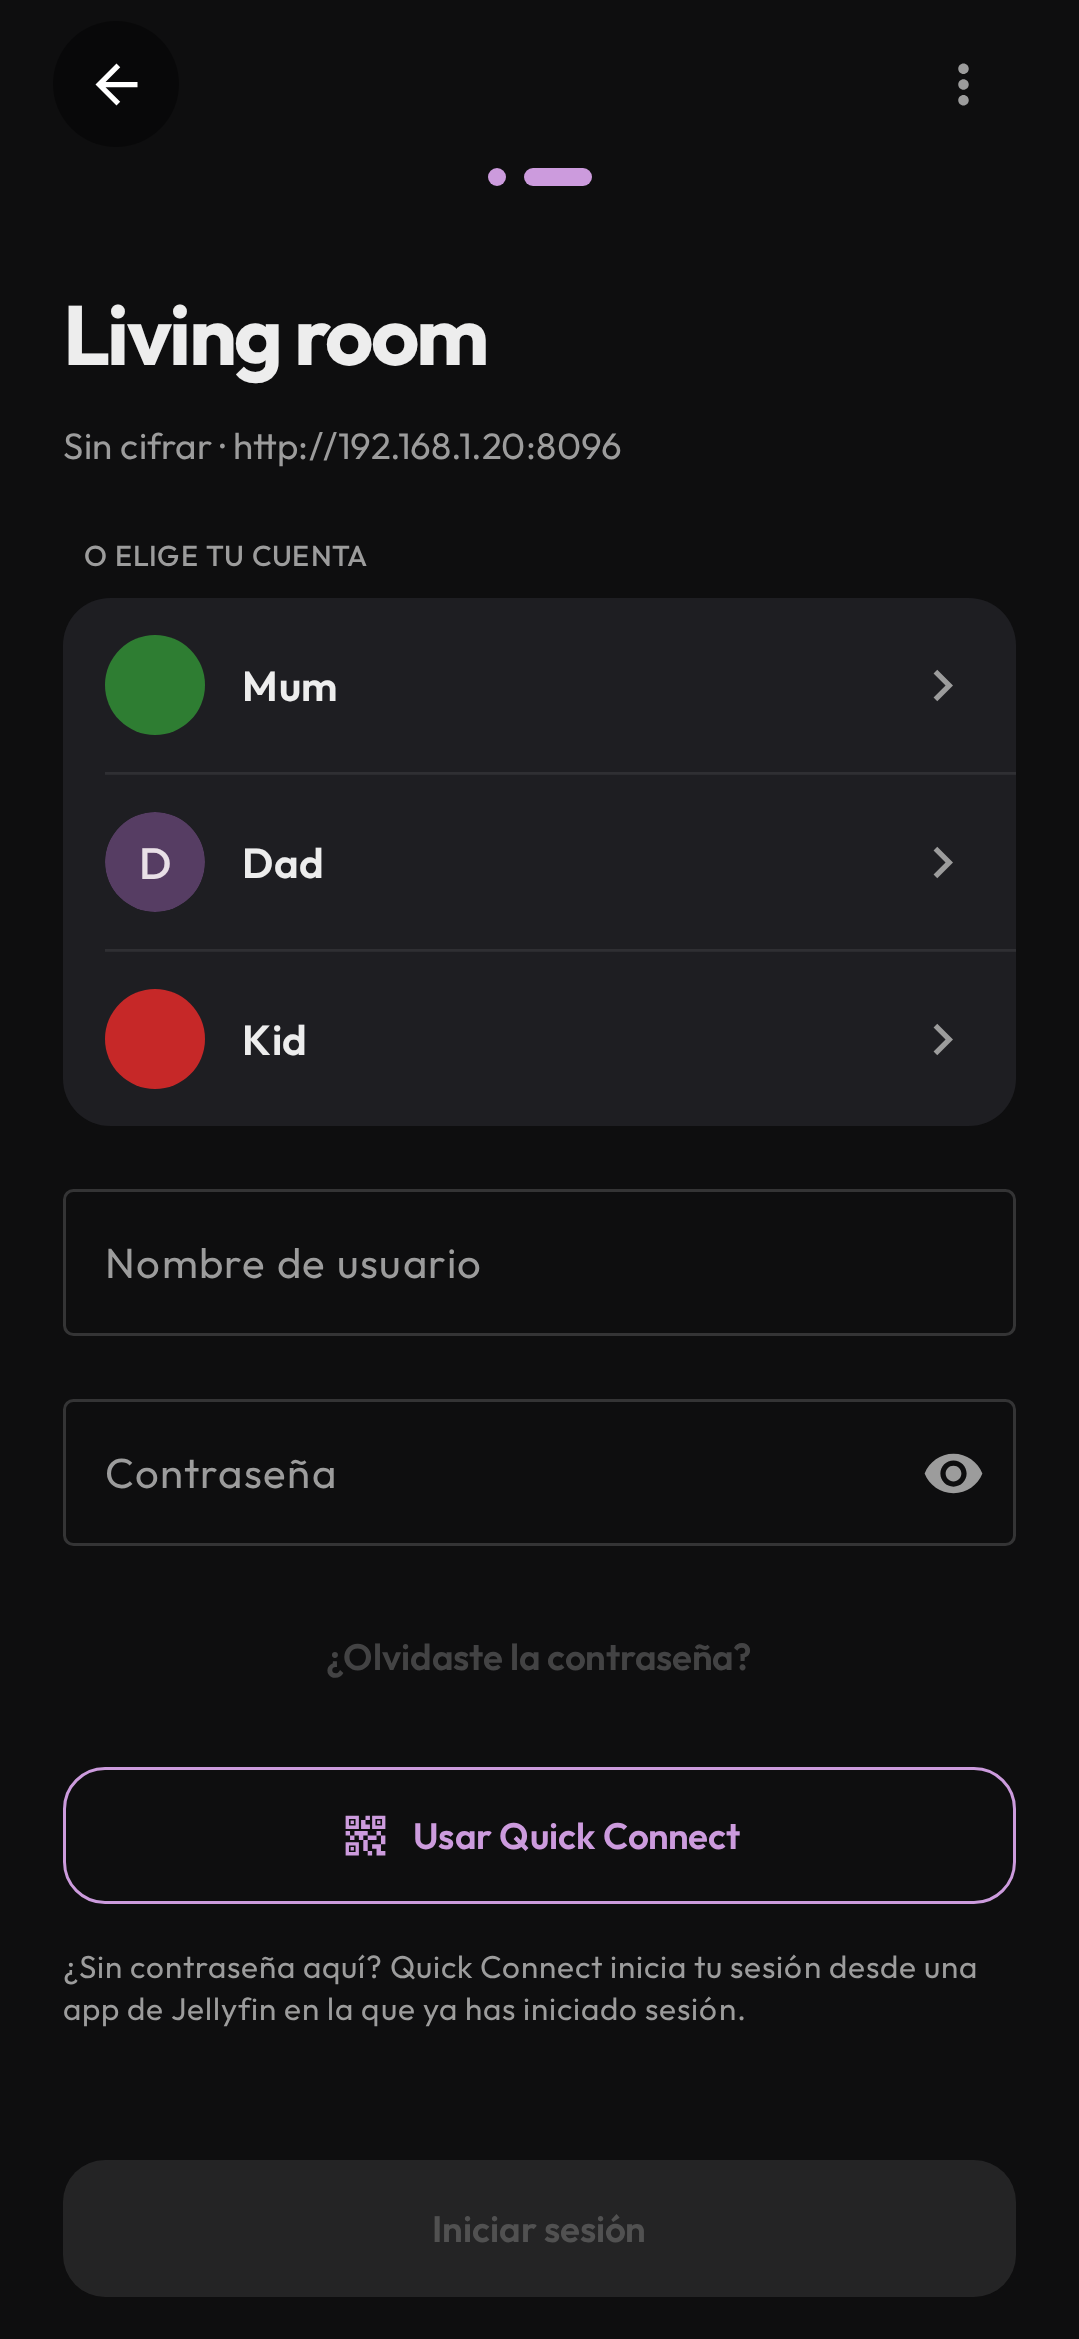 Living room
Sin cifrar · http://192.168.1.20:8096
O ELIGE TU CUENTA
Mum
D
Dad
Kid
Nombre de usuario
Contraseña
¿Olvidaste la contraseña?
Usar Quick Connect
¿Sin contraseña aquí? Quick Connect inicia tu sesión desde una
app de Jellyfin en la que ya has iniciado sesión.
Iniciar sesión